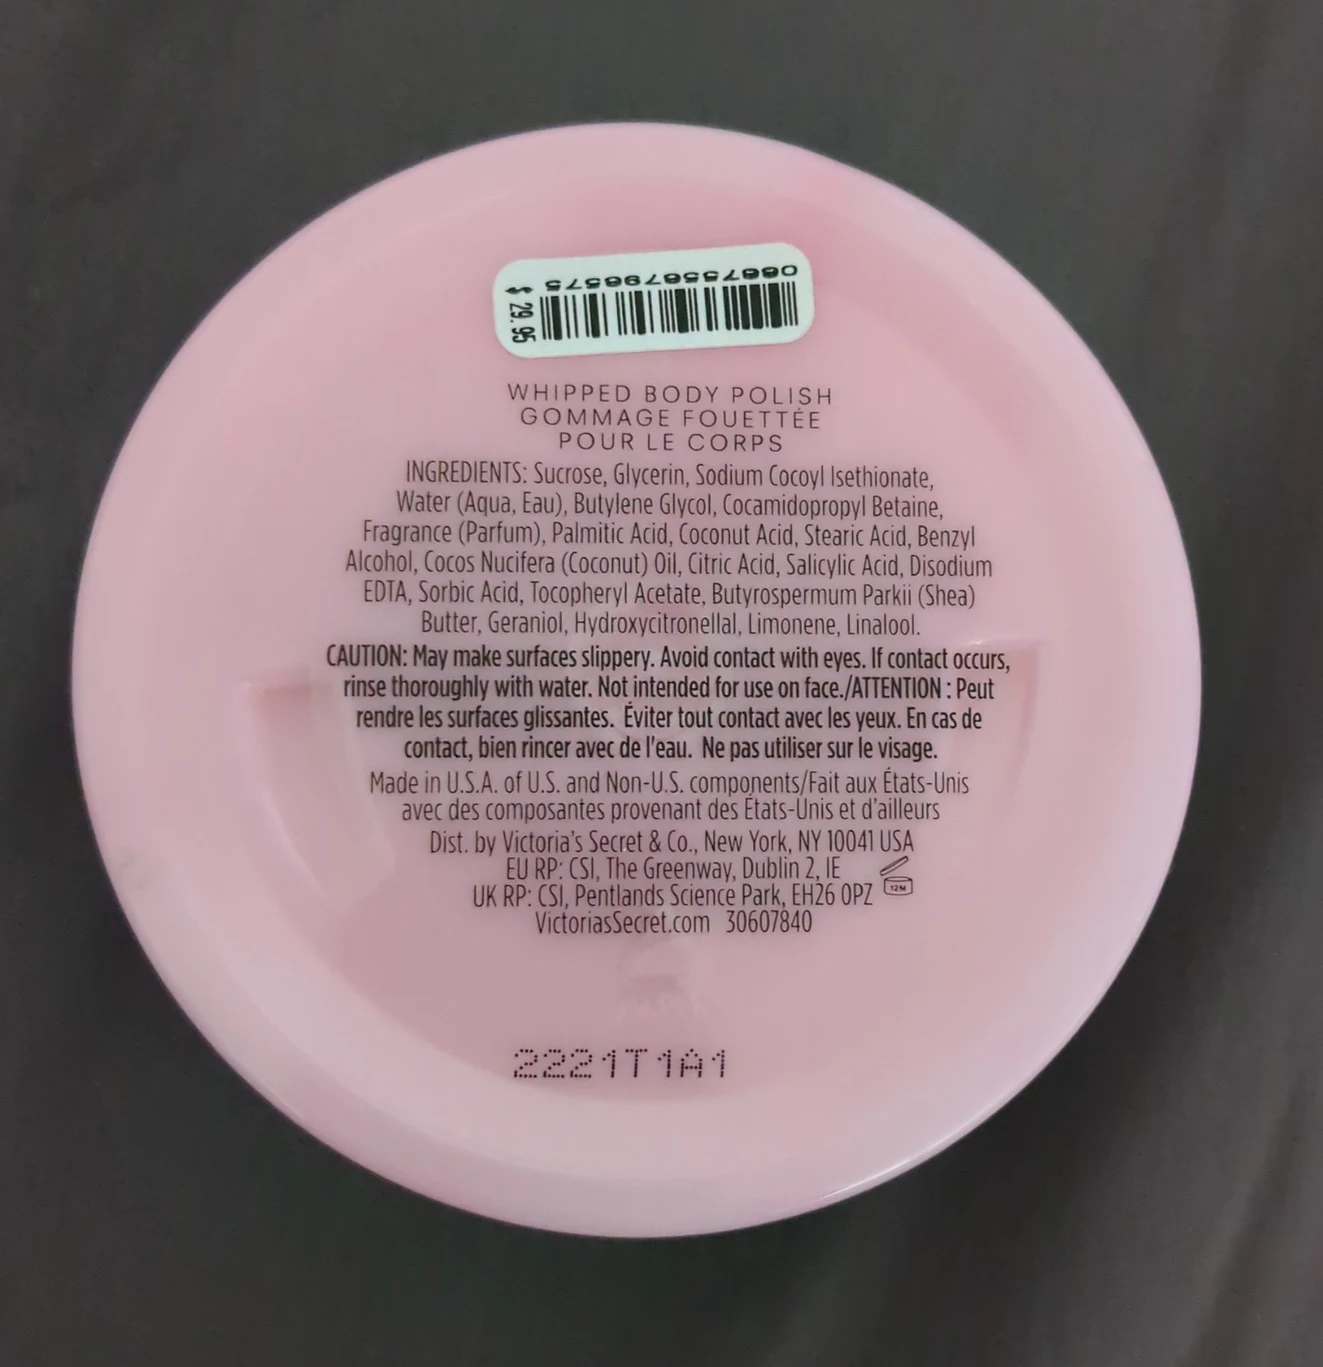 0667556796575
$ 29.95
WHIPPED BODY POLISH
GOMMAGE FOUETTÉE
POUR LE CORPS
INGREDIENTS: Sucrose, Glycerin, Sodium Cocoyl Isethionate,
Water (Aqua, Eau), Butylene Glycol, Cocamidopropyl Betaine,
Fragrance (Parfum), Palmitic Acid, Coconut Acid, Stearic Acid, Benzyl
Alcohol, Cocos Nucifera (Coconut) Oil, Citric Acid, Salicylic Acid, Disodium
EDTA, Sorbic Acid, Tocopheryl Acetate, Butyrospermum Parkii (Shea)
Butter, Geraniol, Hydroxycitronellal, Limonene, Linalool.
CAUTION: May make surfaces slippery. Avoid contact with eyes. If contact occurs,
rinse thoroughly with water. Not intended for use on face./ATTENTION : Peut
rendre les surfaces glissantes. Éviter tout contact avec les yeux. En cas de
contact, bien rincer avec de l'eau. Ne pas utiliser sur le visage.
Made in U.S.A. of U.S. and Non-U.S. components/Fait aux États-Unis
avec des composantes provenant des États-Unis et d'ailleurs
Dist. by Victoria's Secret & Co., New York, NY 10041 USA
EU RP: CSI, The Greenway, Dublin 2, IE
UK RP: CSI, Pentlands Science Park, EH26 0PZ
12M
VictoriasSecret.com 30607840
2221T1A1